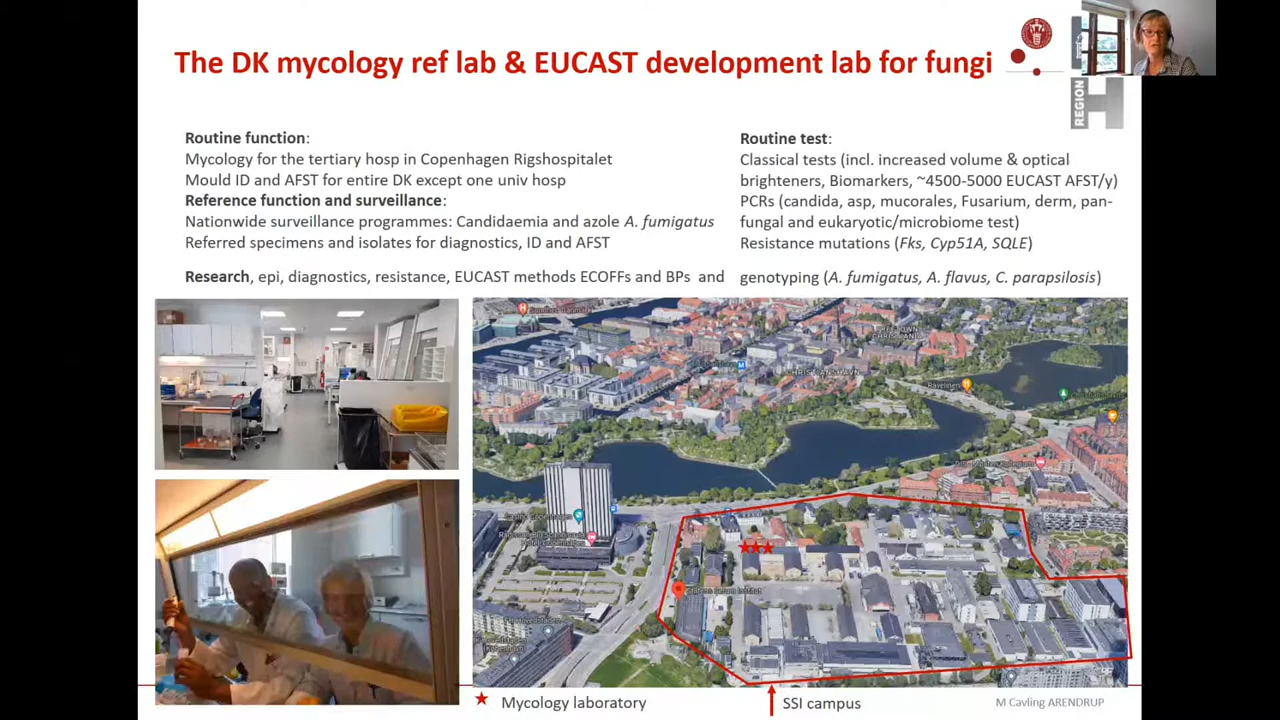 The DK mycology ref lab & EUCAST development lab for fungi
REGION
H
Routine function:
Mycology for the tertiary hosp in Copenhagen Rigshospitalet
Mould ID and AFST for entire DK except one univ hosp
Reference function and surveillance:
Nationwide surveillance programmes: Candidaemia and azole A. fumigatus
Referred specimens and isolates for diagnostics, ID and AFST
Research, epi, diagnostics, resistance, EUCAST methods ECOFFs and BPs and
Routine test:
Classical tests (incl. increased volume & optical
brighteners, Biomarkers, ~4500-5000 EUCAST AFST/y)
PCRs (candida, asp, mucorales, Fusarium, derm, pan-
fungal and eukaryotic/microbiome test)
Resistance mutations (Fks, Cyp51A, SQLE)
genotyping (A. fumigatus, A. flavus, C. parapsilosis)
Ravelinen
Mycology laboratory
SSI campus
M Cavling ARENDRUP